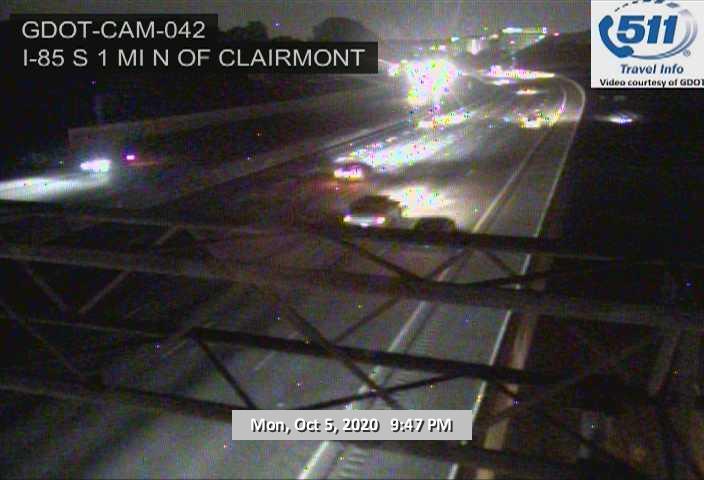 GDOT-CAM-042
I-85 S 1 MI N OF CLAIRMONT
511
Travel Info
Video courtesy of GDOT
Mon, Oct 5, 2020 9:47 PM